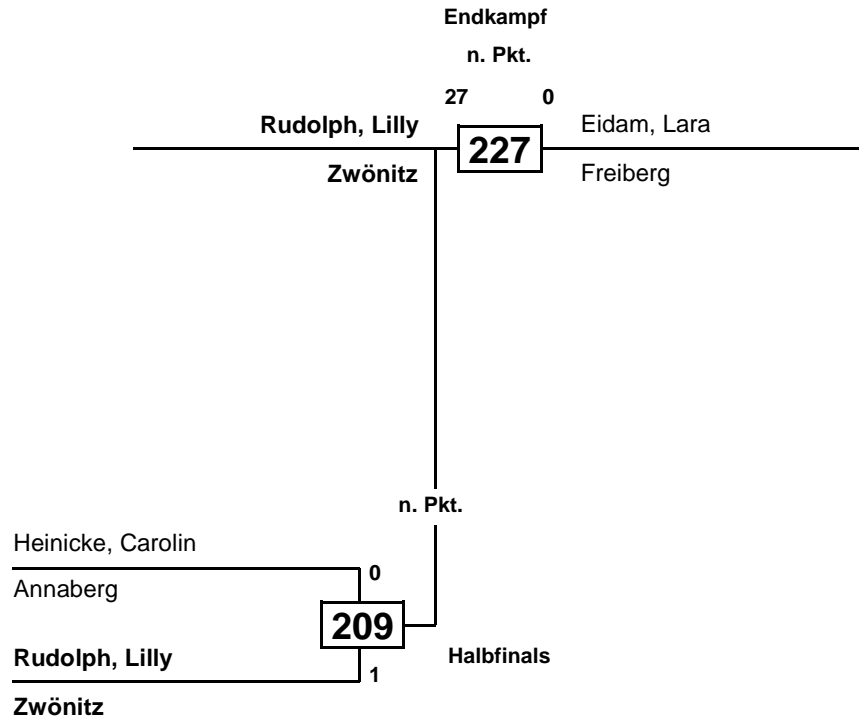 Endkampf
n. Pkt.
27 0
Rudolph, Lilly 227 Eidam, Lara
Zwönitz Freiberg
n. Pkt.
Heinicke, Carolin
0
Annaberg
209
Rudolph, Lilly Halbfinals
1
Zwönitz